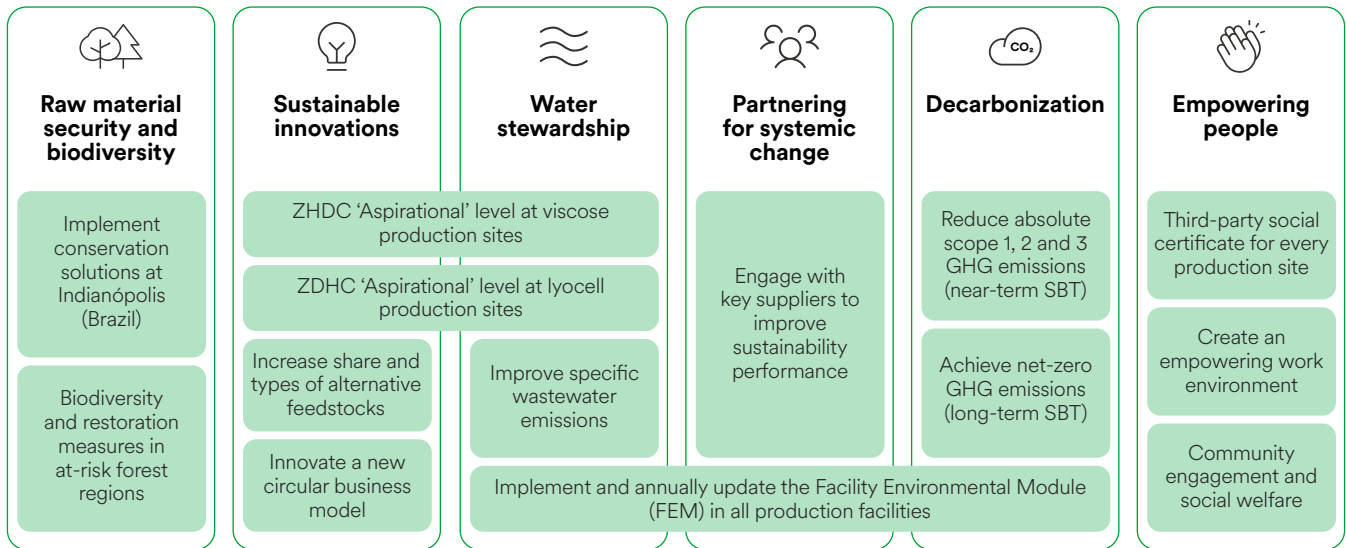 CO₂
Raw material
security and
biodiversity
Implement
conservation
solutions at
Indianópolis
(Brazil)
Biodiversity
and restoration
measures in
at-risk forest
regions
Sustainable
innovations
Water
stewardship
ZHDC ‘Aspirational’ level at viscose
production sites
ZDHC ‘Aspirational’ level at lyocell
production sites
Increase share and
types of alternative
feedstocks
Innovate a new
circular business
model
Improve specific
wastewater
emissions
Partnering
for systemic
change
Engage with
key suppliers to
improve
sustainability
performance
Decarbonization
Reduce absolute
scope 1, 2 and 3
GHG emissions
(near-term SBT)
Achieve net-zero
GHG emissions
(long-term SBT)
Implement and annually update the Facility Environmental Module
(FEM) in all production facilities
Empowering
people
Third-party social
certificate for every
production site
Create an
empowering work
environment
Community
engagement and
social welfare